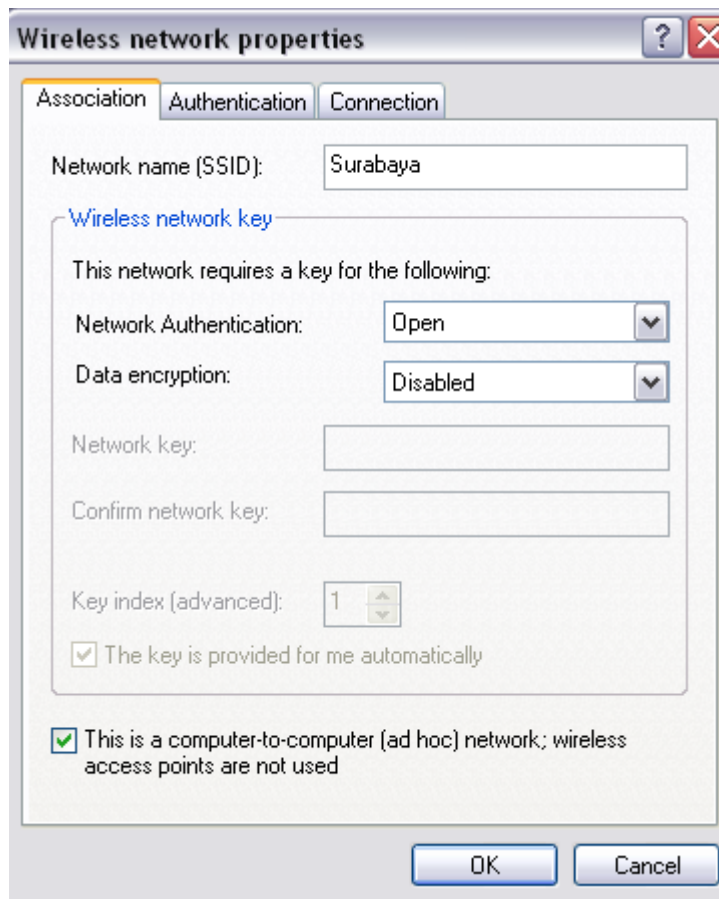 Wireless network properties
Association Authentication Connection
Network name (SSID): Surabaya
Wireless network key
This network requires a key for the following:
Network Authentication: Open
Data encryption: Disabled
Network key:
Confirm network key:
Key index (advanced): 1
The key is provided for me automatically
This is a computer-to-computer (ad hoc) network; wireless
access points are not used
OK Cancel